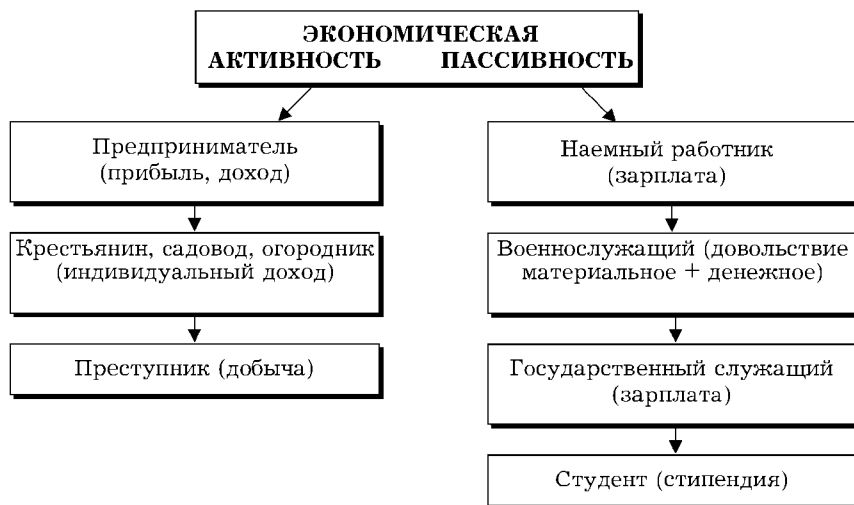 ЭКОНОМИЧЕСКАЯ
АКТИВНОСТЬ ПАССИВНОСТЬ
Предприниматель
(прибыль, доход)
Крестьянин, садовод, огородник
(индивидуальный доход)
Преступник (добыча)
Наемный работник
(зарплата)
Военнослужащий (довольствие
материальное + денежное)
Государственный служащий
(зарплата)
Студент (стипендия)